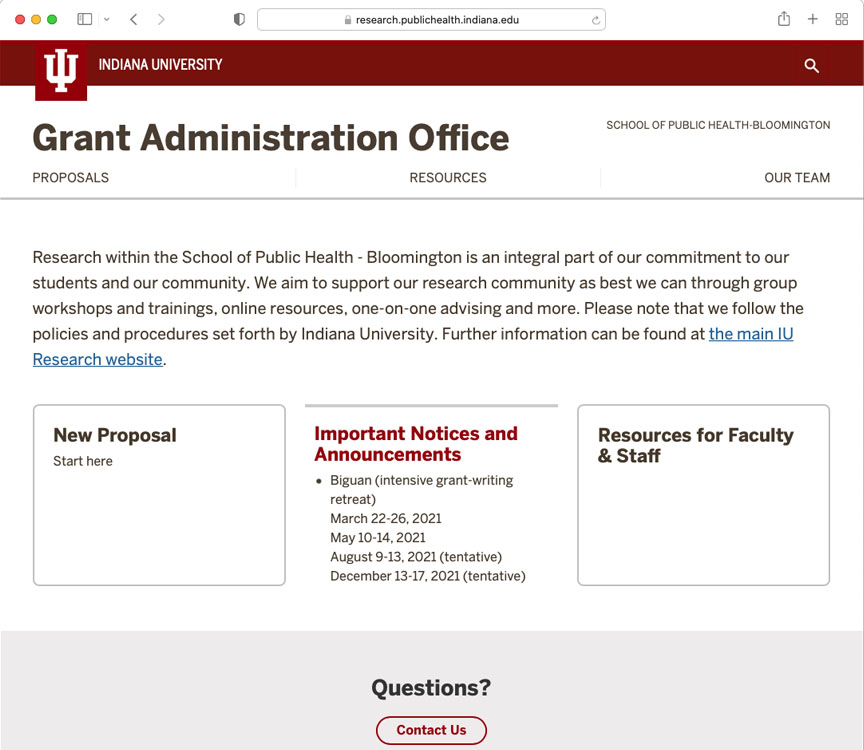 research.publichealth.indiana.edu
INDIANA UNIVERSITY
Grant Administration Office
SCHOOL OF PUBLIC HEALTH-BLOOMINGTON
PROPOSALS
RESOURCES
OUR TEAM
Research within the School of Public Health - Bloomington is an integral part of our commitment to our
students and our community. We aim to support our research community as best we can through group
workshops and trainings, online resources, one-on-one advising and more. Please note that we follow the
policies and procedures set forth by Indiana University. Further information can be found at the main IU
Research website.
New Proposal
Start here
Important Notices and
Announcements
• Biguan (intensive grant-writing
retreat)
March 22-26, 2021
May 10-14, 2021
August 9-13, 2021 (tentative)
December 13-17, 2021 (tentative)
Resources for Faculty
& Staff
Questions?
Contact Us